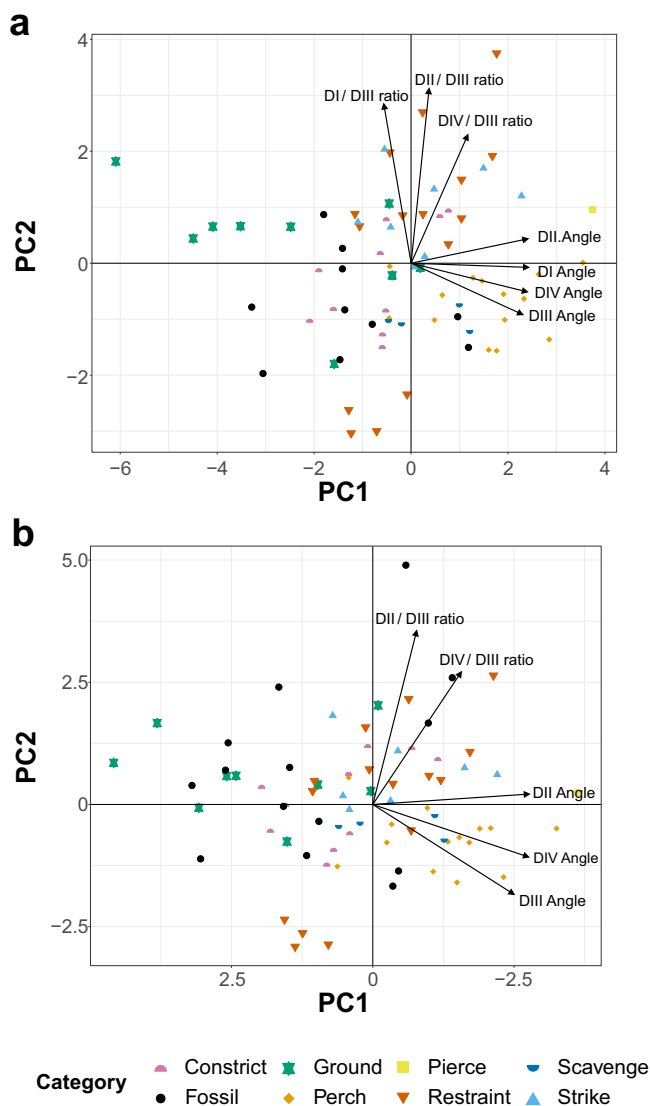 a
4
2
0
−2
PC2
DI / DIII ratio
DII / DIII ratio
DIV / DIII ratio
DII.Angle
DI Angle
DIV Angle
DIII Angle
−6 −4 −2 0 2 4
PC1
b
5.0
2.5
0
−2.5
PC2
DII / DIII ratio
DIV / DIII ratio
DII Angle
DIV Angle
DIII Angle
2.5 0 −2.5
PC1
Category
Constrict Ground Pierce Scavenge
Fossil Perch Restraint Strike